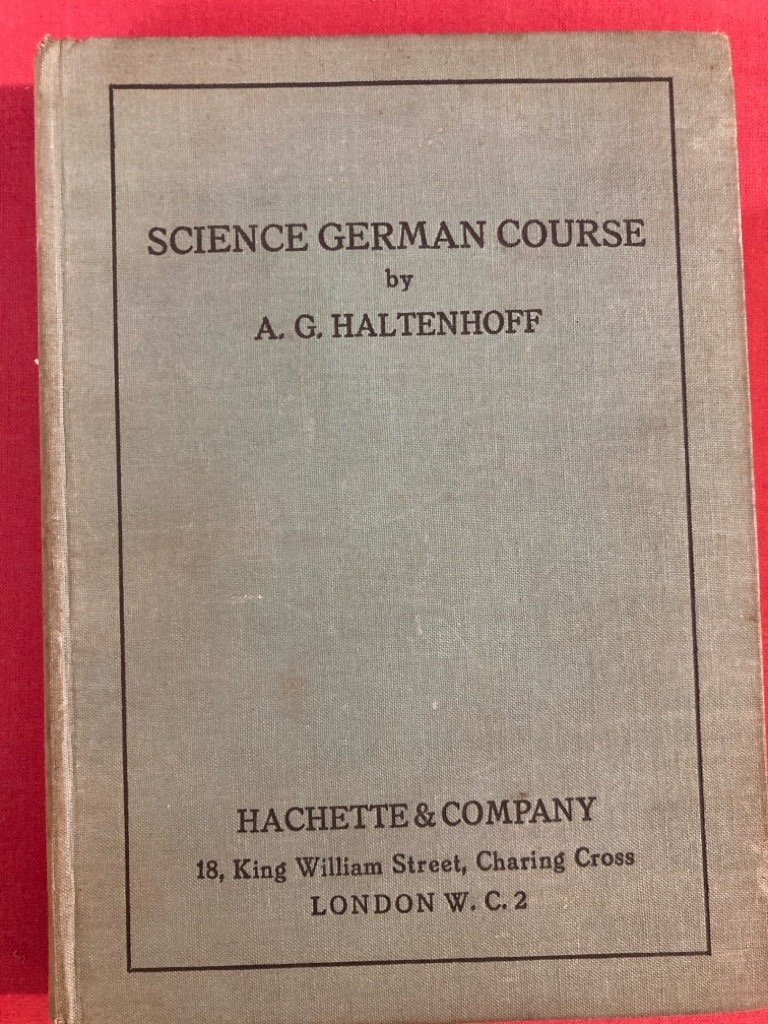 SCIENCE GERMAN COURSE
by
A. G. HALTENHOFF
HACHETTE & COMPANY
18, King William Street, Charing Cross
LONDON W. C. 2